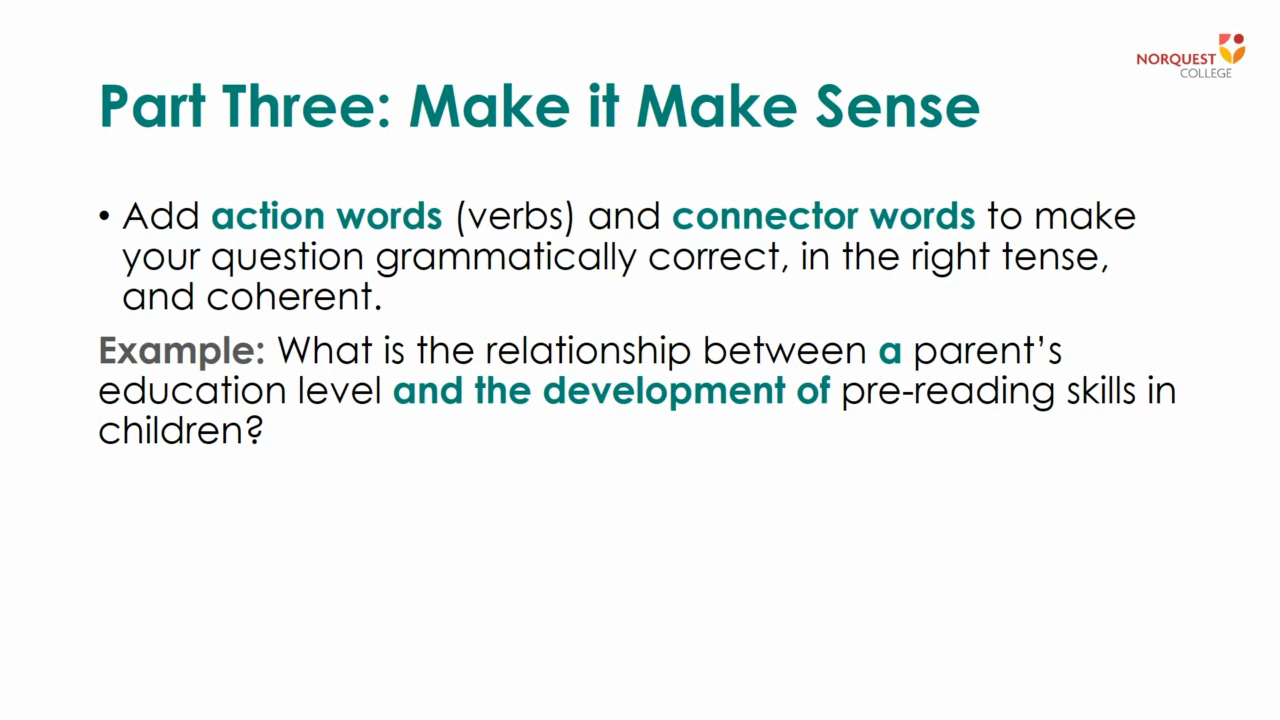 NORQUEST
COLLEGE
Part Three: Make it Make Sense
• Add action words (verbs) and connector words to make
your question grammatically correct, in the right tense,
and coherent.
Example: What is the relationship between a parent’s
education level and the development of pre-reading skills in
children?